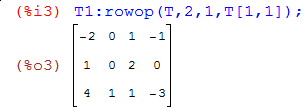 (%i3) T1:rowop(T,2,1,T[1,1]);
(%o3)
-2 0 1 -1
1 0 2 0
4 1 1 -3